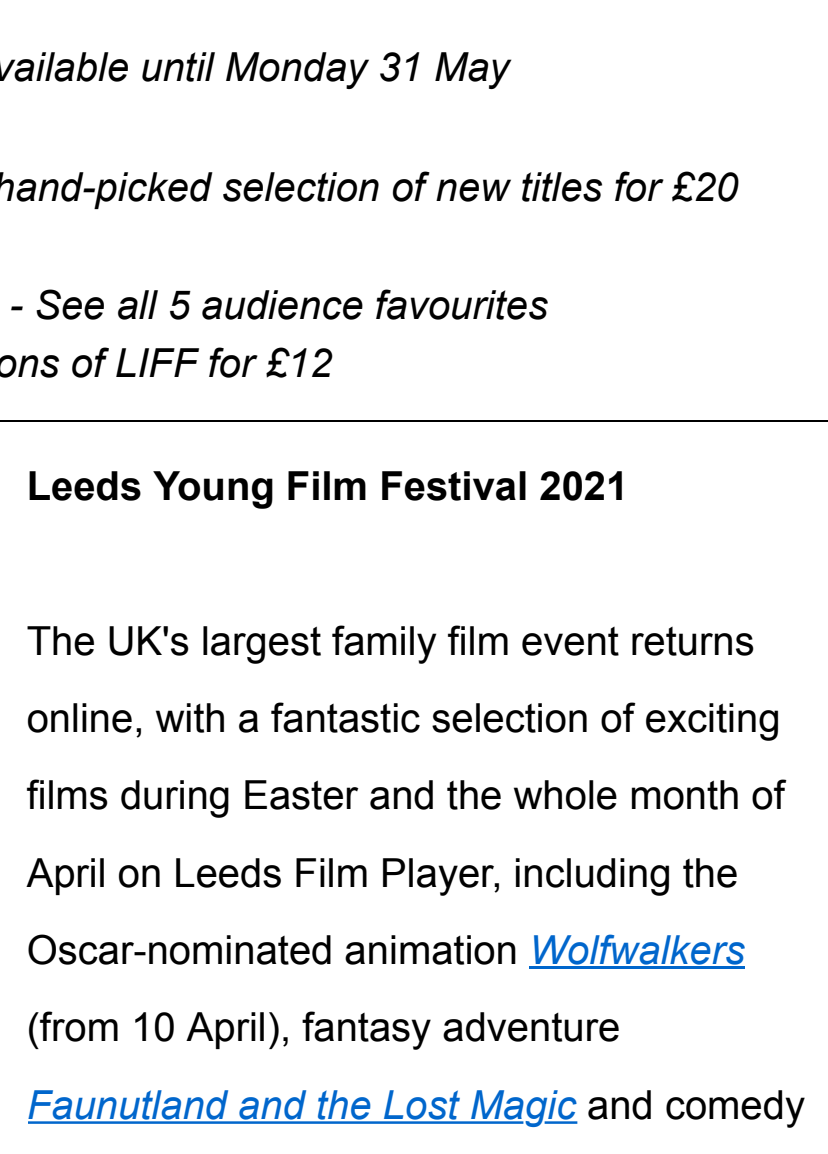 vailable until Monday 31 May
hand-picked selection of new titles for £20
- See all 5 audience favourites
ons of LIFF for £12
Leeds Young Film Festival 2021
The UK's largest family film event returns
online, with a fantastic selection of exciting
films during Easter and the whole month of
April on Leeds Film Player, including the
Oscar-nominated animation Wolfwalkers
(from 10 April), fantasy adventure
Faunutland and the Lost Magic and comedy